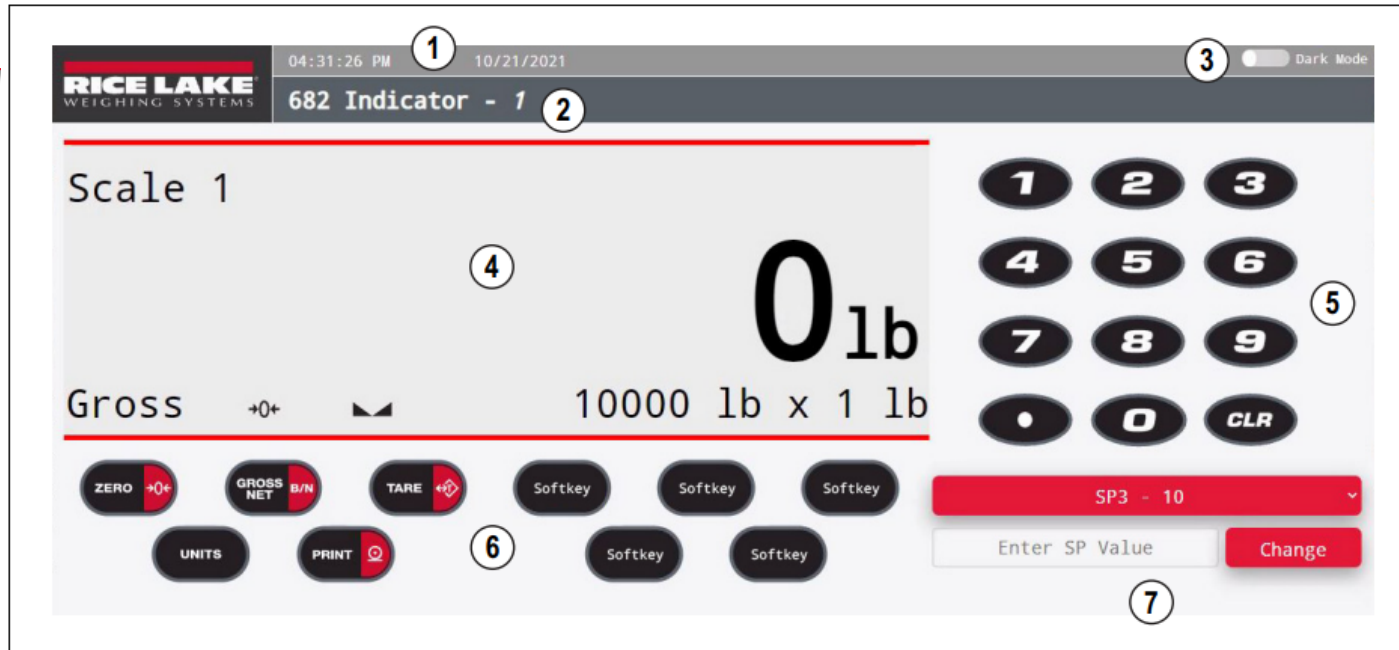 04:31:26 PM 1 10/21/2021 3 Dark Mode
RICE LAKE®
WEIGHING SYSTEMS
682 Indicator - 1 2
Scale 1
4
0 lb
Gross →0← 10000 lb x 1 lb
1 2 3
4 5 6
5
7 8 9
• 0 CLR
ZERO →0← GROSS NET B/N TARE ↔T Softkey Softkey Softkey
UNITS PRINT 6 Softkey Softkey
SP3 - 10
Enter SP Value Change
7